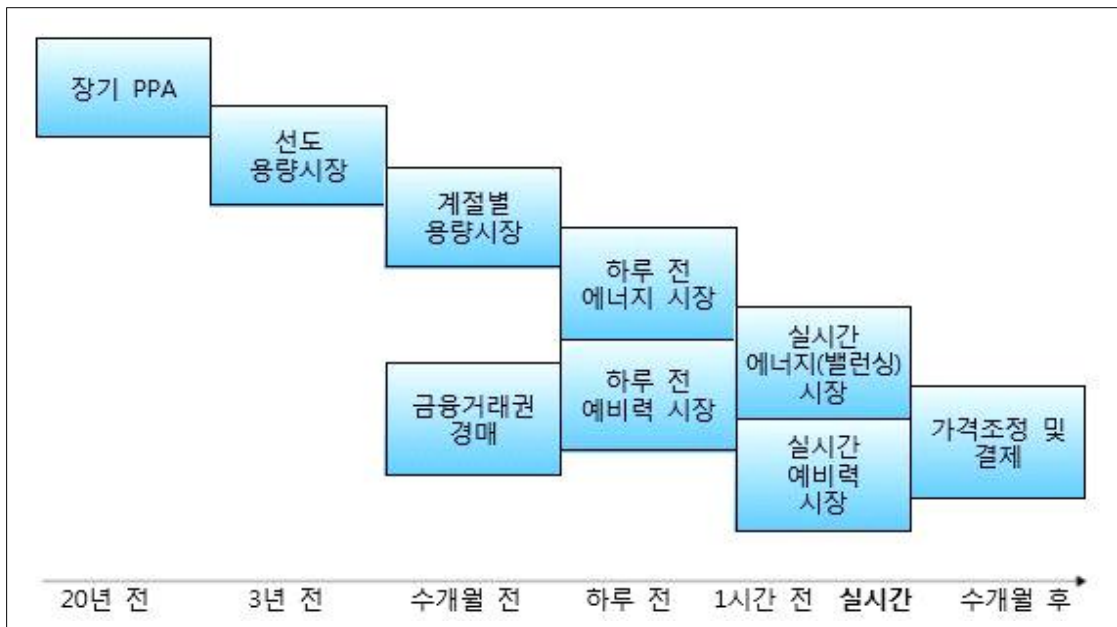 장기 PPA
선도
용량시장
계절별
용량시장
하루 전
에너지 시장
실시간
에너지(밸런싱)
시장
금융거래권
경매
하루 전
예비력 시장
실시간
예비력
시장
가격조정 및
결제
20년 전 3년 전 수개월 전 하루 전 1시간 전 실시간 수개월 후